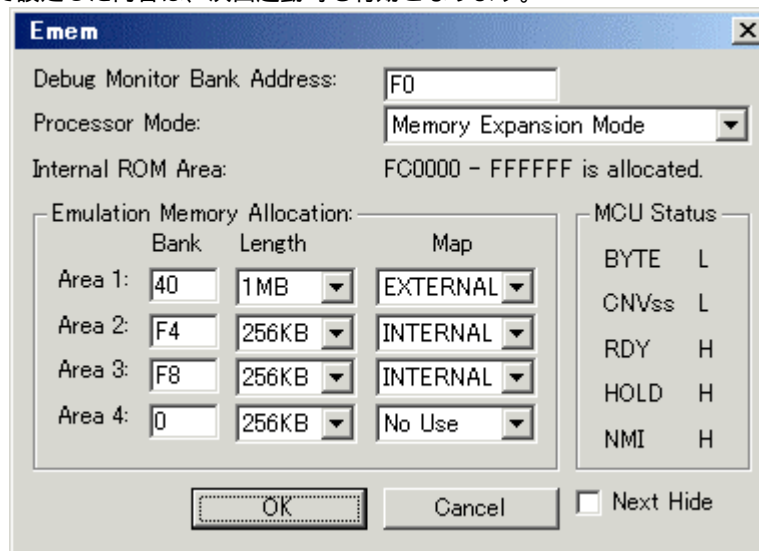 Emem
Debug Monitor Bank Address: F0
Processor Mode: Memory Expansion Mode
Internal ROM Area: FC0000 - FFFFFF is allocated.
Emulation Memory Allocation:
Bank Length Map
Area 1: 40 1MB EXTERNAL
Area 2: F4 256KB INTERNAL
Area 3: F8 256KB INTERNAL
Area 4: 0 256KB No Use
MCU Status
BYTE L
CNVss L
RDY H
HOLD H
NMI H
OK Cancel Next Hide